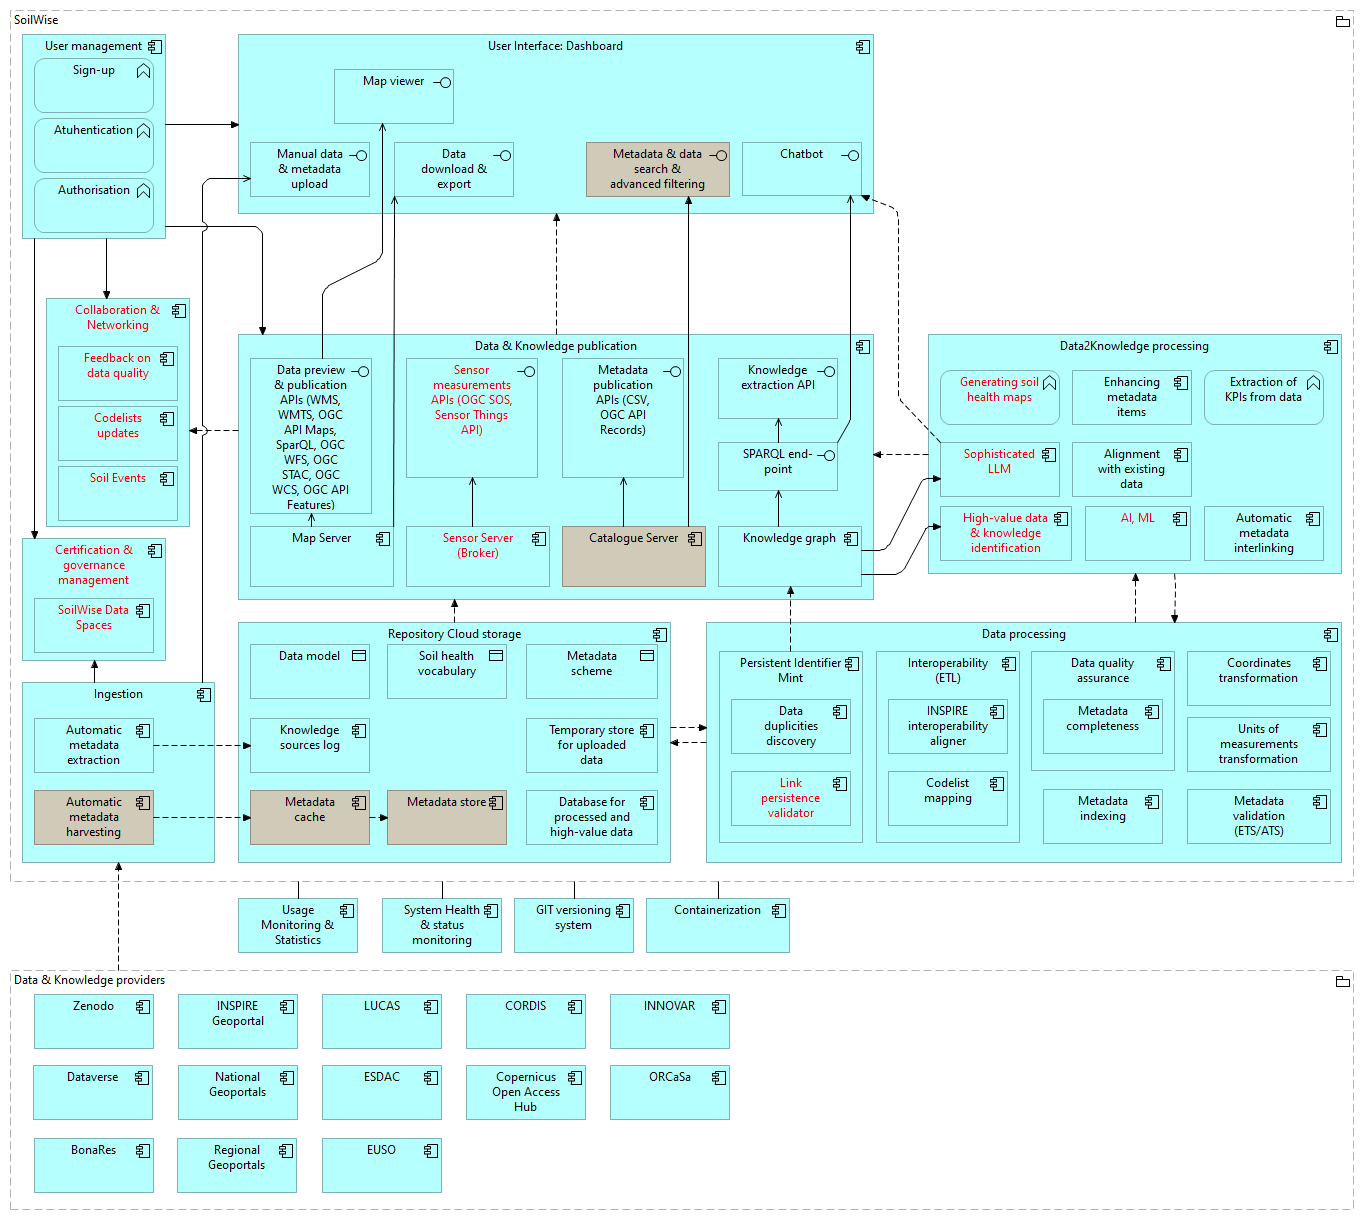 SoilWise
User management
Sign-up
Atuhentication
Authorisation
User Interface: Dashboard
Map viewer
Manual data
& metadata
upload
Data
download &
export
Metadata & data
search &
advanced filtering
Chatbot
Collaboration &
Networking
Feedback on
data quality
Codelists
updates
Soil Events
Certification &
governance
management
SoilWise Data
Spaces
Data & Knowledge publication
Data preview
& publication
APIs (WMS,
WMTS, OGC
API Maps,
SparQL, OGC
WFS, OGC
STAC, OGC
WCS, OGC API
Features)
Sensor
measurements
APIs (OGC SOS,
Sensor Things
API)
Metadata
publication
APIs (CSV,
OGC API
Records)
Knowledge
extraction API
SPARQL end-
point
Map Server
Sensor Server
(Broker)
Catalogue Server
Knowledge graph
Data2Knowledge processing
Generating soil
health maps
Enhancing
metadata
items
Extraction of
KPIs from data
Sophisticated
LLM
Alignment
with existing
data
High-value data
& knowledge
identification
AI, ML
Automatic
metadata
interlinking
Ingestion
Automatic
metadata
extraction
Automatic
metadata
harvesting
Repository Cloud storage
Data model
Soil health
vocabulary
Metadata
scheme
Knowledge
sources log
Temporary store
for uploaded
data
Metadata
cache
Metadata store
Database for
processed and
high-value data
Data processing
Persistent Identifier
Mint
Data
duplicities
discovery
Link
persistence
validator
Interoperability
(ETL)
INSPIRE
interoperability
aligner
Codelist
mapping
Data quality
assurance
Metadata
completeness
Metadata
indexing
Coordinates
transformation
Units of
measurements
transformation
Metadata
validation
(ETS/ATS)
Usage
Monitoring &
Statistics
System Health
& status
monitoring
GIT versioning
system
Containerization
Data & Knowledge providers
Zenodo
INSPIRE
Geoportal
LUCAS
CORDIS
INNOVAR
Dataverse
National
Geoportals
ESDAC
Copernicus
Open Access
Hub
ORCaSa
BonaRes
Regional
Geoportals
EUSO